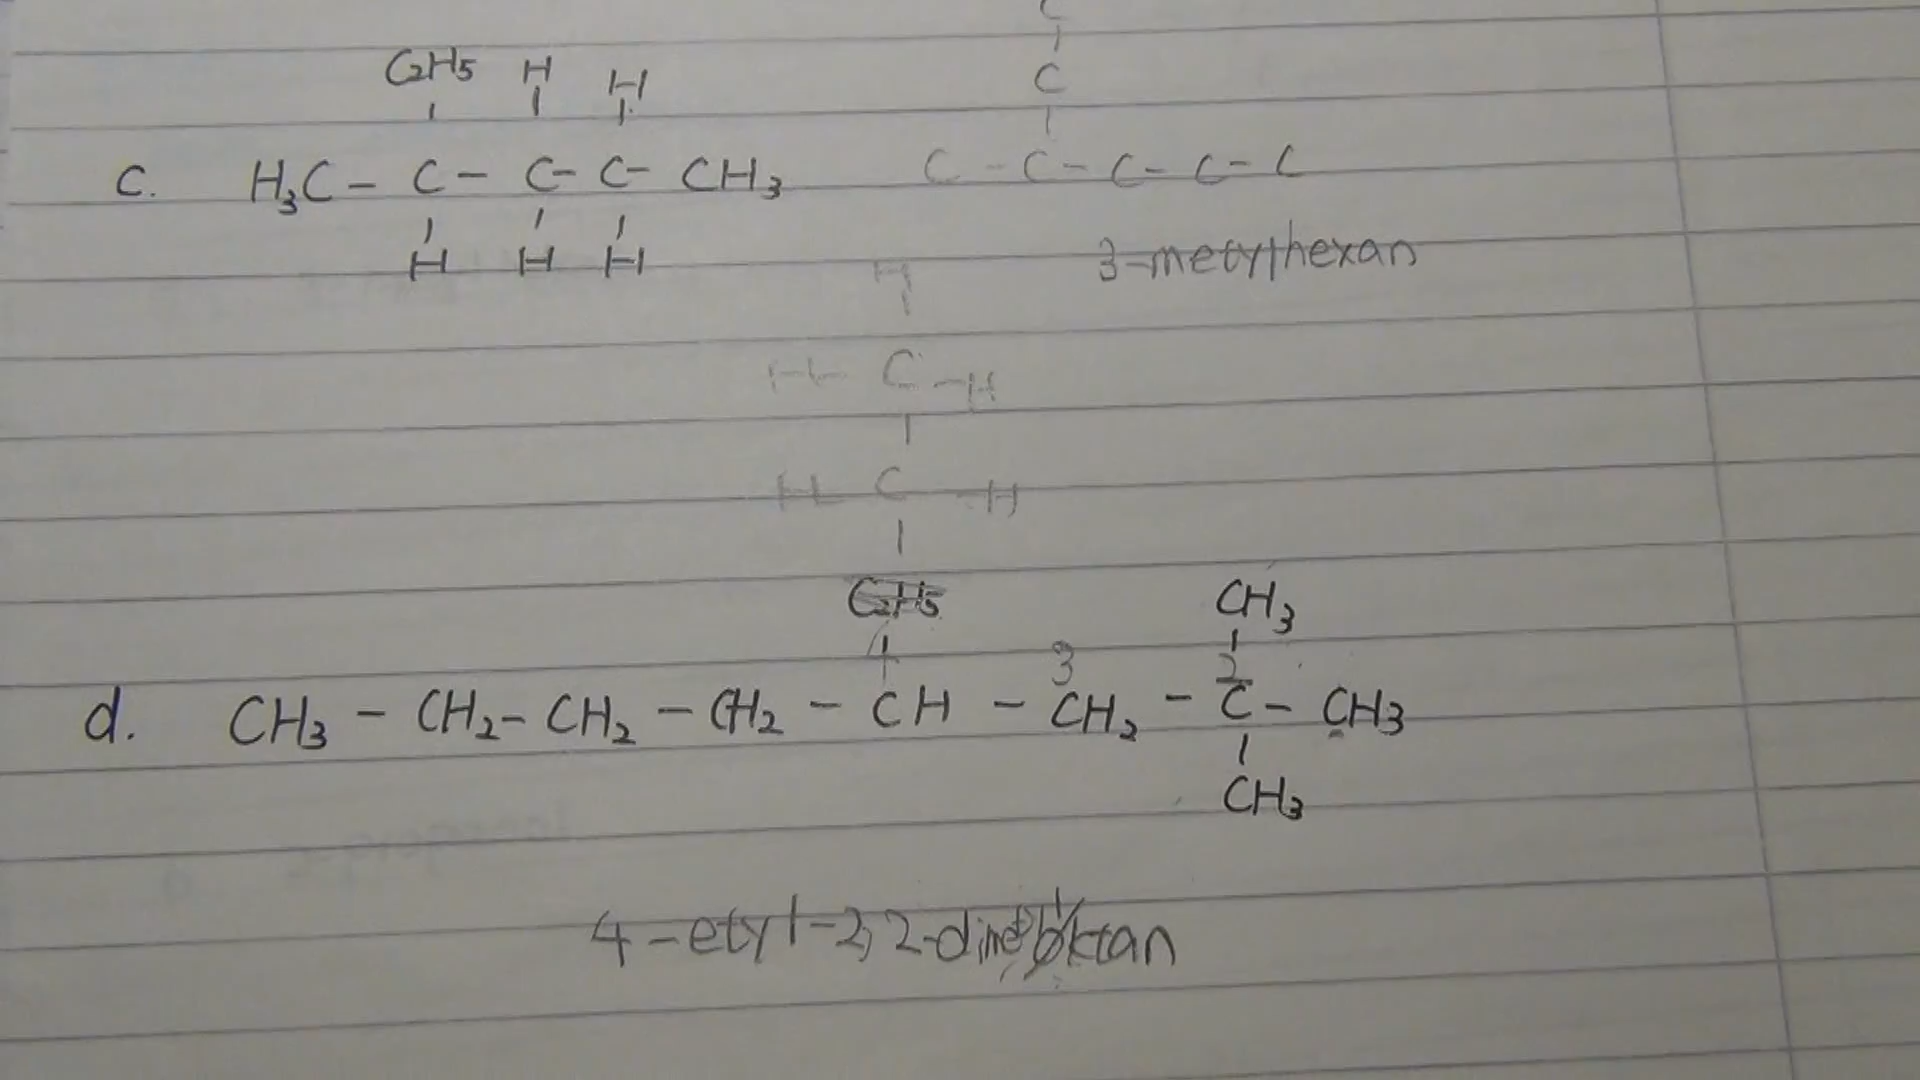 C
C
C2H5 H H
c. H3C - C - C - C - CH3
C - C - C - C - C
H H H
3-metylhexan
H
H - C - H
H - C - H
C2H5 CH3
4 3 2
d. CH3 - CH2 - CH2 - CH2 - CH - CH2 - C - CH3
CH3
4-etyl-2,2-dimetyloktan